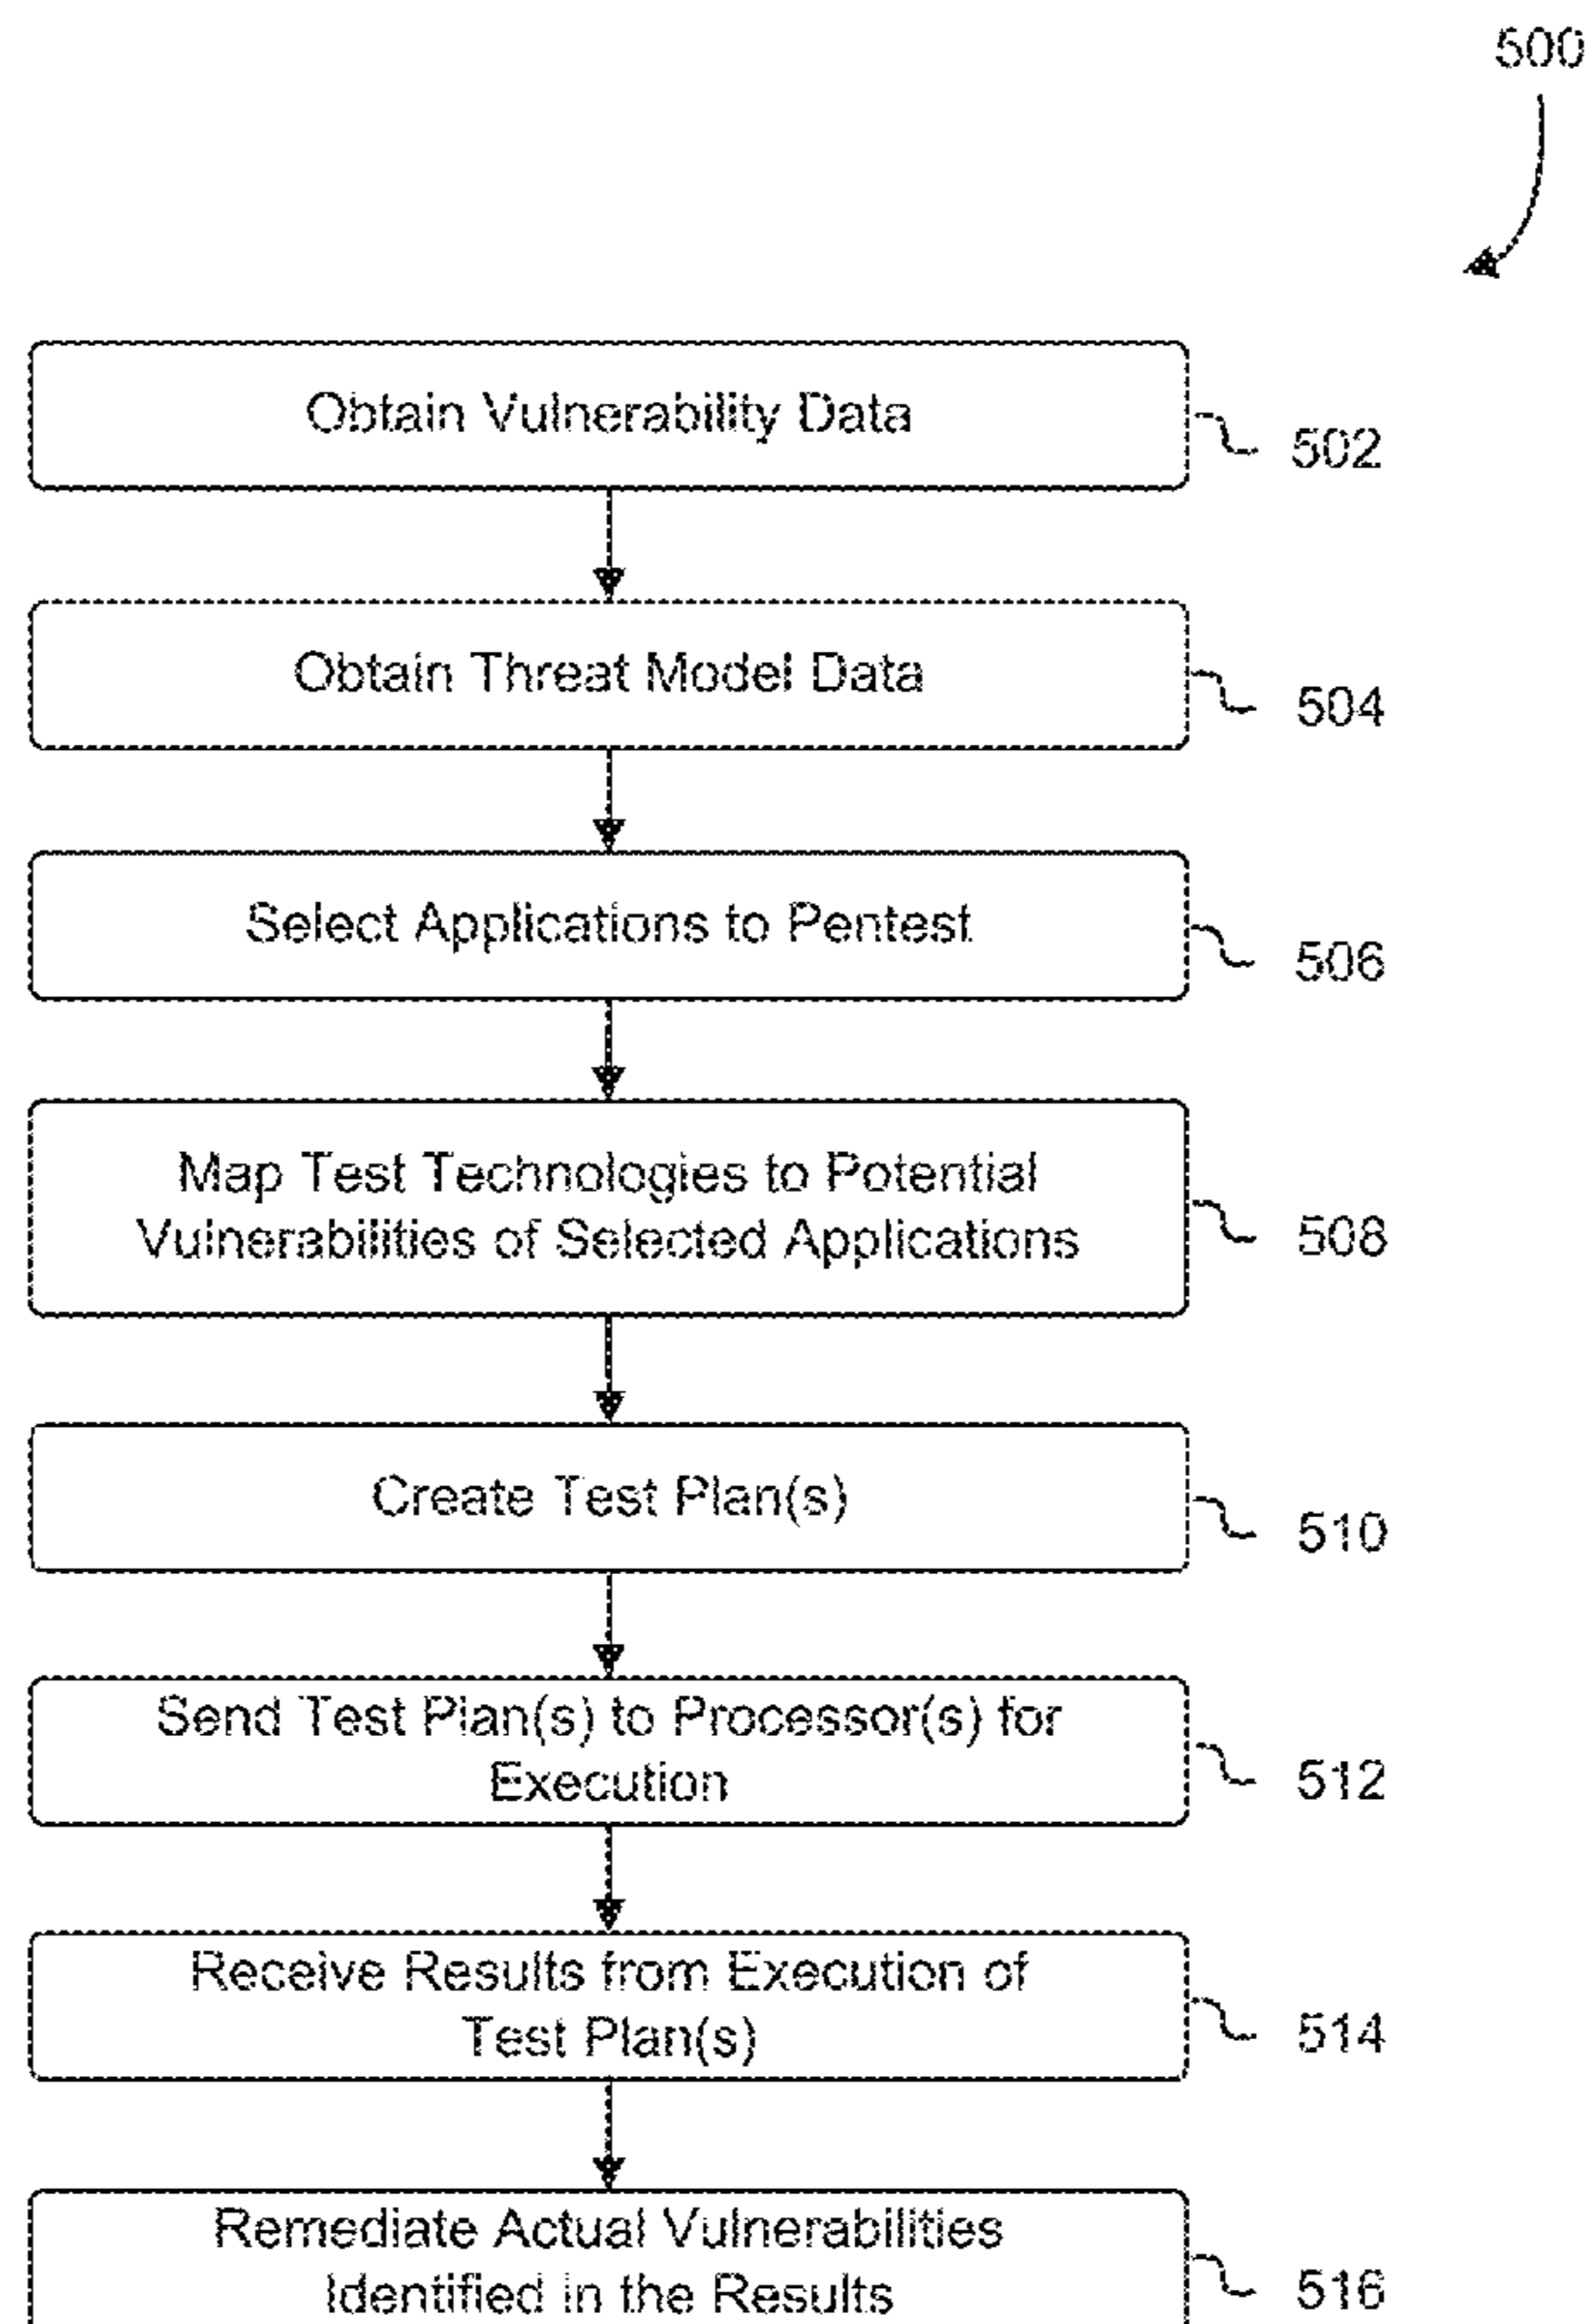 500
Obtain Vulnerability Data
502
Obtain Threat Model Data
504
Select Applications to Pentest
506
Map Test Technologies to Potential
Vulnerabilities of Selected Applications
508
Create Test Plan(s)
510
Send Test Plan(s) to Processor(s) for
Execution
512
Receive Results from Execution of
Test Plan(s)
514
Remediate Actual Vulnerabilities
Identified in the Results
516